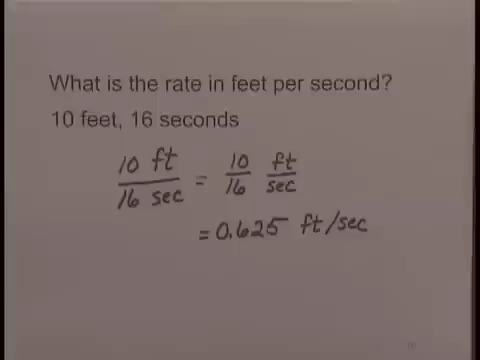 What is the rate in feet per second?
10 feet, 16 seconds
10 ft / 16 sec = 10/16 ft/sec
= 0.625 ft/sec